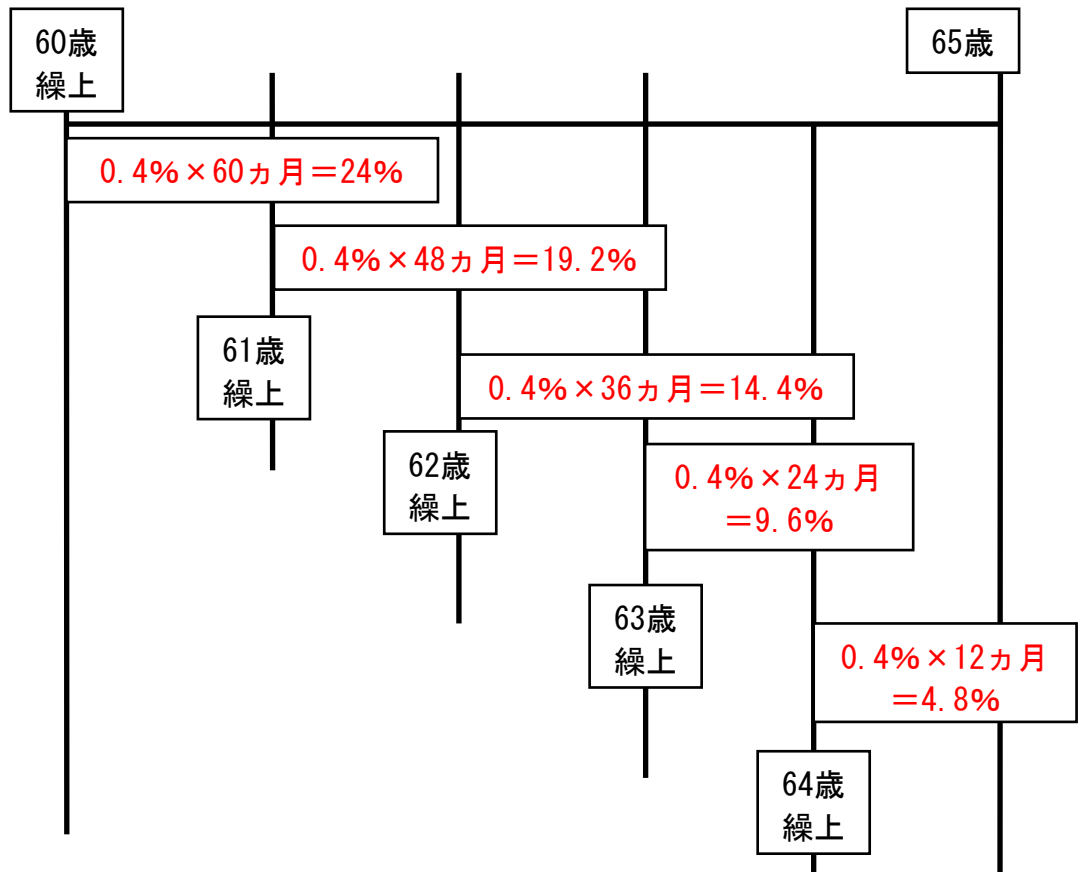 60歳
繰上
65歳
0.4%×60ヵ月=24%
0.4%×48ヵ月=19.2%
61歳
繰上
0.4%×36ヵ月=14.4%
62歳
繰上
0.4%×24ヵ月
=9.6%
63歳
繰上
0.4%×12ヵ月
=4.8%
64歳
繰上